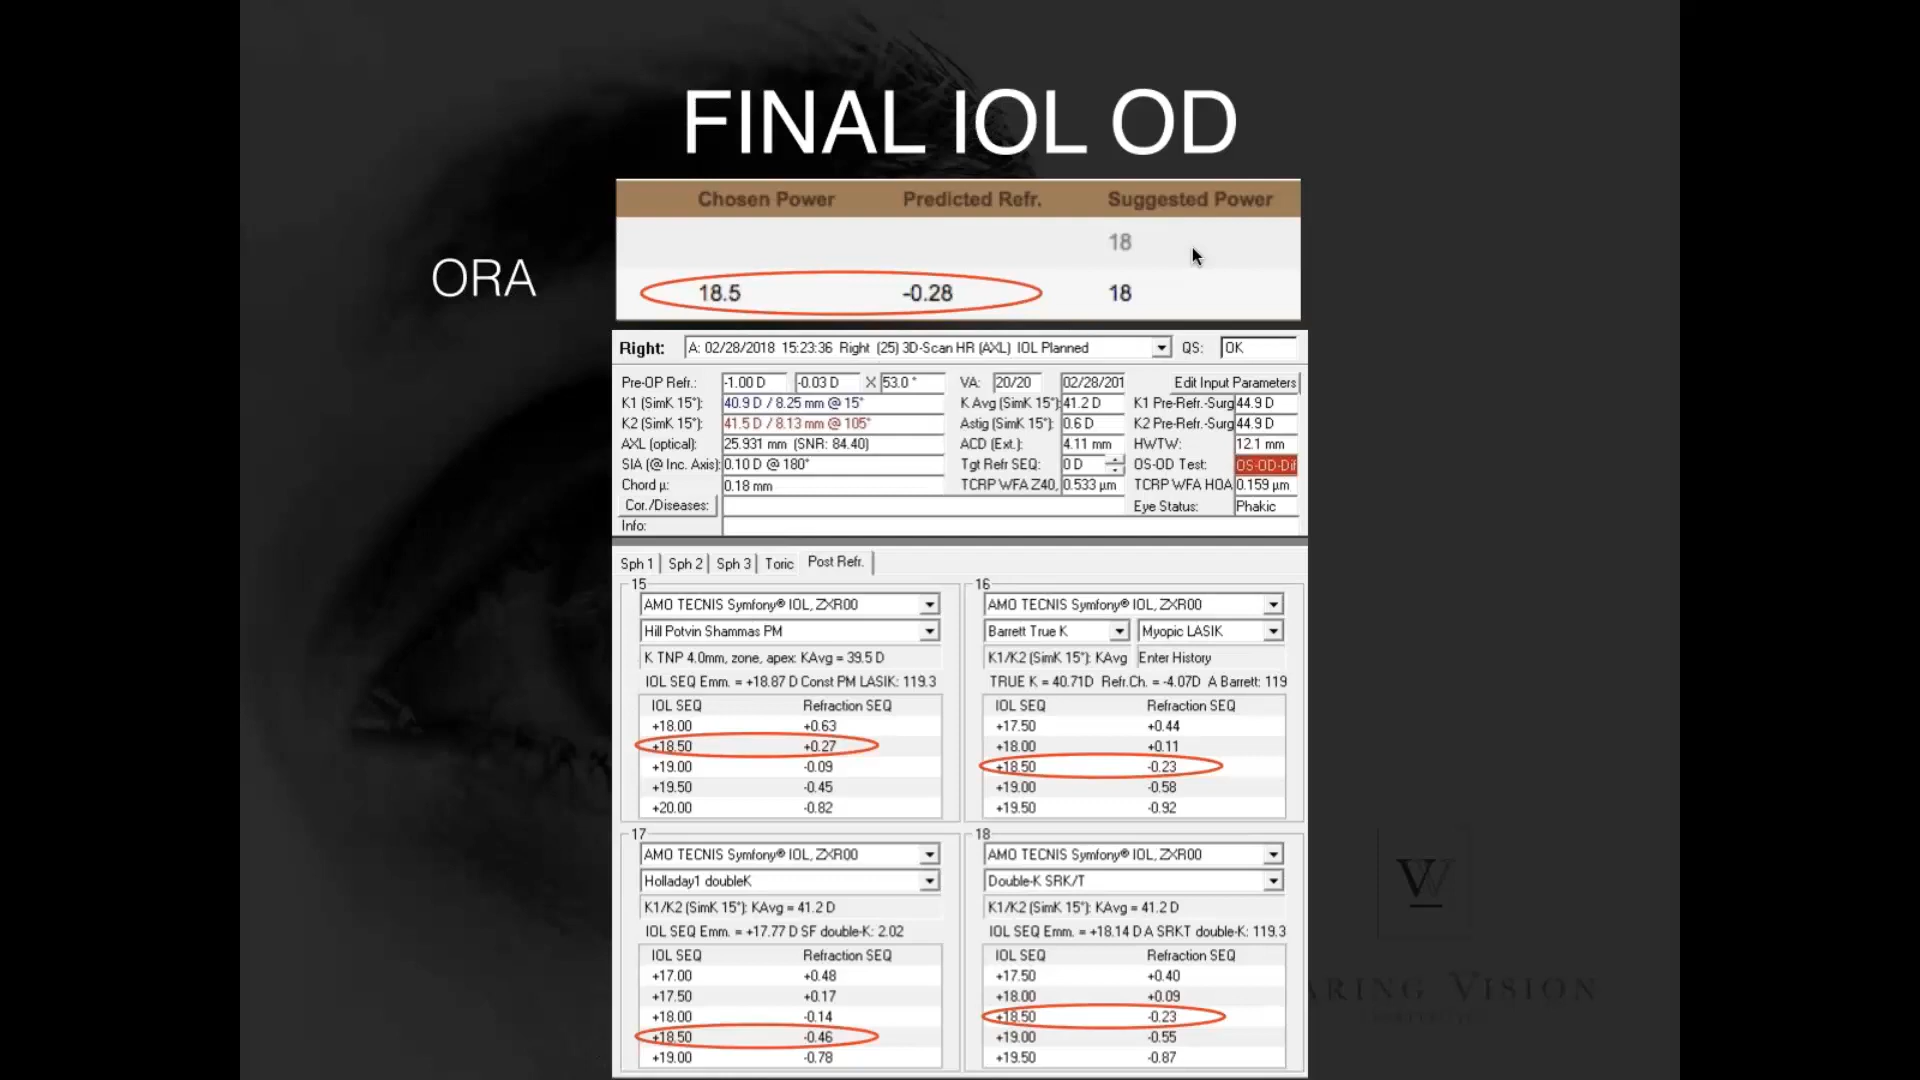 FINAL IOL OD
Chosen Power Predicted Refr. Suggested Power
18
ORA
18.5 -0.28 18
Right: A: 02/28/2018 15:23:36 Right (25) 3D-Scan HR (AXL) IOL Planned QS: OK
Pre-OP Refr.: -1.00 D -0.03 D X 53.0 ° VA: 20/20 02/28/201 Edit Input Parameters
K1 (SimK 15°): 40.9 D / 8.25 mm @ 15° K Avg (SimK 15°): 41.2 D K1 Pre-Refr.-Surg 44.9 D
K2 (SimK 15°): 41.5 D / 8.13 mm @ 105° Astig (SimK 15°): 0.6 D K2 Pre-Refr.-Surg 44.9 D
AXL (optical): 25.931 mm (SNR: 84.40) ACD (Ext.): 4.11 mm HWTW: 12.1 mm
SIA (@ Inc. Axis): 0.10 D @ 180° Tgt Refr SEQ: 0 D OS-OD Test: OS-OD-Dif
Chord µ: 0.18 mm TCRP WFA Z40, 0.533 µm TCRP WFA HOA 0.159 µm
Cor./Diseases: Eye Status: Phakic
Info:
Sph 1 Sph 2 Sph 3 Toric Post Refr.
15
AMO TECNIS Symfony® IOL, ZXR00
Hill Potvin Shammas PM
K TNP 4.0mm, zone, apex: KAvg = 39.5 D
IOL SEQ Emm. = +18.87 D Const PM LASIK: 119.3
IOL SEQ Refraction SEQ
+18.00 +0.63
+18.50 +0.27
+19.00 -0.09
+19.50 -0.45
+20.00 -0.82
16
AMO TECNIS Symfony® IOL, ZXR00
Barrett True K Myopic LASIK
K1/K2 (SimK 15°): KAvg Enter History
TRUE K = 40.71D Refr.Ch. = -4.07D A Barrett: 119
IOL SEQ Refraction SEQ
+17.50 +0.44
+18.00 +0.11
+18.50 -0.23
+19.00 -0.58
+19.50 -0.92
17
AMO TECNIS Symfony® IOL, ZXR00
Holladay1 doubleK
K1/K2 (SimK 15°): KAvg = 41.2 D
IOL SEQ Emm. = +17.77 D SF double-K: 2.02
IOL SEQ Refraction SEQ
+17.00 +0.48
+17.50 +0.17
+18.00 -0.14
+18.50 -0.46
+19.00 -0.78
18
AMO TECNIS Symfony® IOL, ZXR00
Double-K SRK/T
K1/K2 (SimK 15°): KAvg = 41.2 D
IOL SEQ Emm. = +18.14 D A SRKT double-K: 119.3
IOL SEQ Refraction SEQ
+17.50 +0.40
+18.00 +0.09
+18.50 -0.23
+19.00 -0.55
+19.50 -0.87
ARING VISION